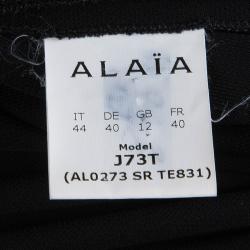 ALAÏA
IT DE GB FR
44 40 12 40
Model
J73T
(AL0273 SR TE831)